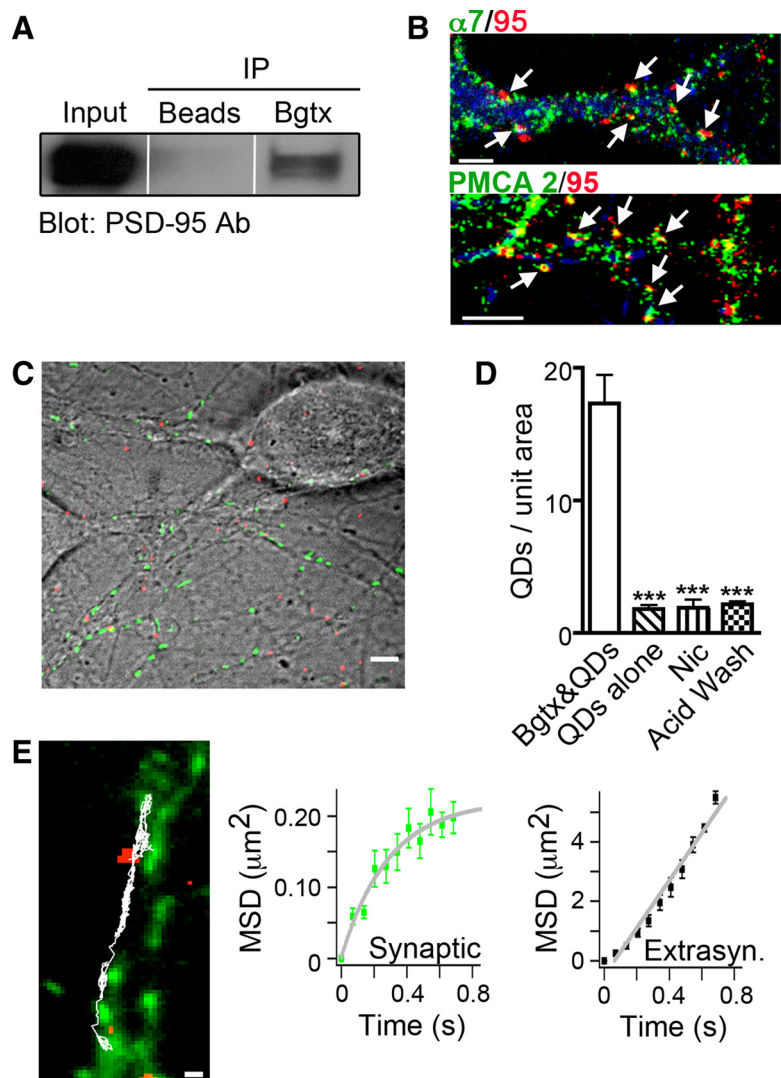 A
IP
Input Beads Bgtx
Blot: PSD-95 Ab
B
α7/95
PMCA 2/95
C
D
QDs / unit area
20
10
0
*** *** ***
Bgtx&QDs
QDs alone
Nic
Acid Wash
E
MSD (μm²)
0.20
0.10
0
Synaptic
0 0.4 0.8
Time (s)
MSD (μm²)
4
2
0
Extrasyn.
0 0.4 0.8
Time (s)